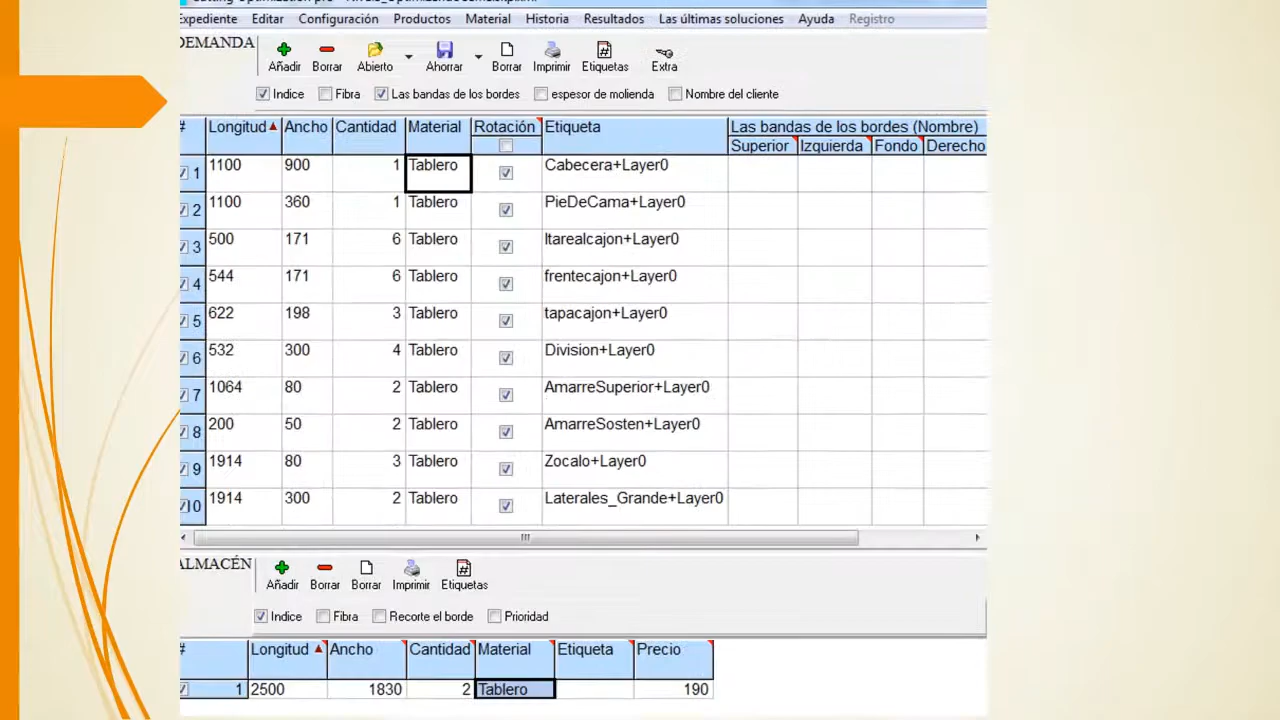 Expediente Editar Configuración Productos Material Historia Resultados Las últimas soluciones Ayuda Registro
DEMANDA
Añadir Borrar Abierto Ahorrar Borrar Imprimir Etiquetas Extra
Indice Fibra Las bandas de los bordes espesor de molienda Nombre del cliente
# Longitud Ancho Cantidad Material Rotación Etiqueta Las bandas de los bordes (Nombre)
Superior Izquierda Fondo Derecho
1 1100 900 1 Tablero Cabecera+Layer0
2 1100 360 1 Tablero PieDeCama+Layer0
3 500 171 6 Tablero ltarealcajon+Layer0
4 544 171 6 Tablero frentecajon+Layer0
5 622 198 3 Tablero tapacajon+Layer0
6 532 300 4 Tablero Division+Layer0
7 1064 80 2 Tablero AmarreSuperior+Layer0
8 200 50 2 Tablero AmarreSosten+Layer0
9 1914 80 3 Tablero Zocalo+Layer0
10 1914 300 2 Tablero Laterales_Grande+Layer0
ALMACÉN
Añadir Borrar Borrar Imprimir Etiquetas
Indice Fibra Recorte el borde Prioridad
# Longitud Ancho Cantidad Material Etiqueta Precio
1 2500 1830 2 Tablero 190